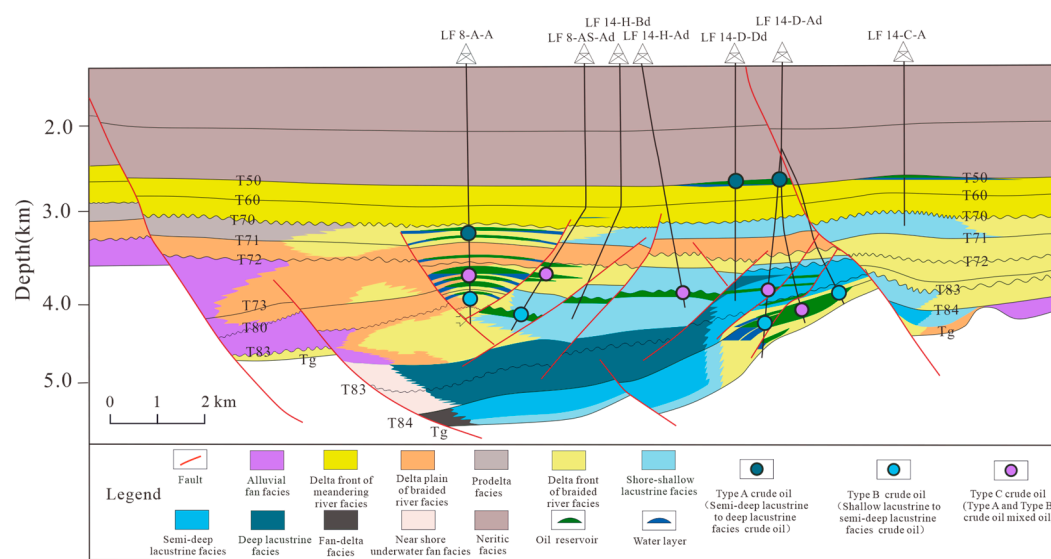 LF 14-H-Bd
LF 14-D-Ad
LF 8-A-A
LF 8-AS-Ad
LF 14-H-Ad
LF 14-D-Dd
LF 14-C-A
Depth(km)
2.0
3.0
4.0
5.0
T50
T60
T70
T71
T72
T73
T80
T83
Tg
T83
T84
Tg
T50
T60
T70
T71
T72
T83
T84
Tg
0 1 2 km
Legend
Fault
Alluvial
fan facies
Delta front of
meandering
river facies
Delta plain
of braided
river facies
Prodelta
facies
Delta front
of braided
river facies
Shore-shallow
lacustrine facies
Semi-deep
lacustrine facies
Deep lacustrine
facies
Fan-delta
facies
Near shore
underwater fan facies
Neritic
facies
Oil reservoir
Water layer
Type A crude oil
(Semi-deep lacustrine
to deep lacustrine
facies crude oil)
Type B crude oil
(Shallow lacustrine to
semi-deep lacustrine
facies crude oil)
Type C crude oil
(Type A and Type B
crude oil mixed oil)